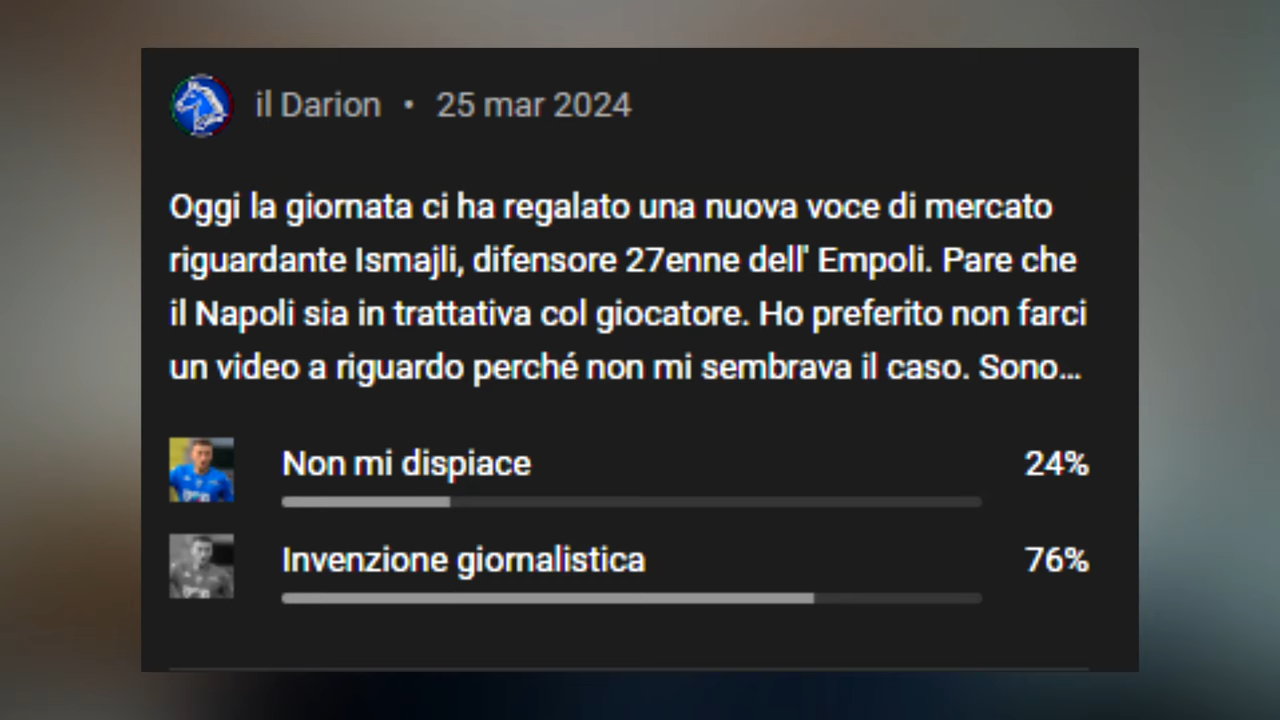 il Darion • 25 mar 2024
Oggi la giornata ci ha regalato una nuova voce di mercato
riguardante Ismajli, difensore 27enne dell' Empoli. Pare che
il Napoli sia in trattativa col giocatore. Ho preferito non farci
un video a riguardo perché non mi sembrava il caso. Sono...
Non mi dispiace 24%
Invenzione giornalistica 76%